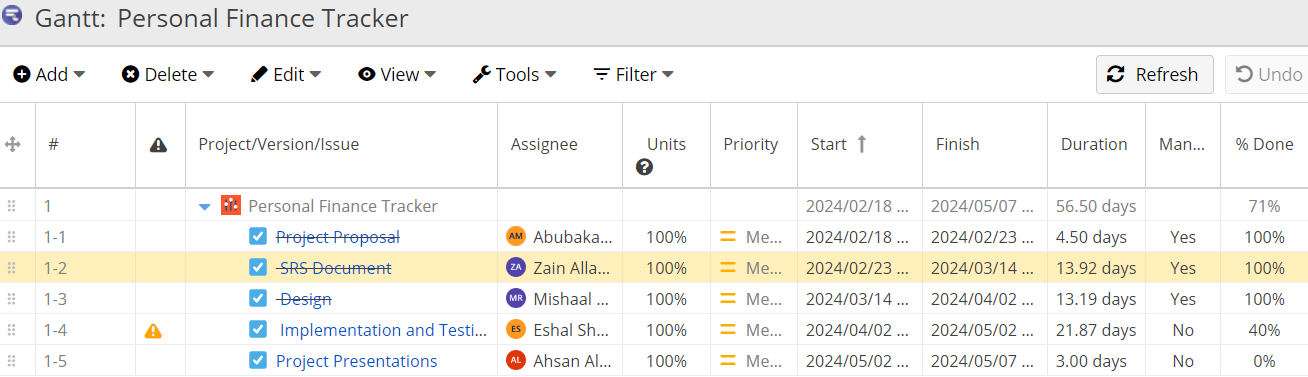 Gantt: Personal Finance Tracker
Add Delete Edit View Tools Filter Refresh Undo
# Project/Version/Issue Assignee Units Priority Start Finish Duration Man... % Done
1 Personal Finance Tracker 2024/02/18 ... 2024/05/07 ... 56.50 days 71%
1-1 Project Proposal AM Abubaka... 100% Me... 2024/02/18 ... 2024/02/23 ... 4.50 days Yes 100%
1-2 SRS Document ZA Zain Alla... 100% Me... 2024/02/23 ... 2024/03/14 ... 13.92 days Yes 100%
1-3 Design MR Mishaal ... 100% Me... 2024/03/14 ... 2024/04/02 ... 13.19 days Yes 100%
1-4 Implementation and Testi... ES Eshal Sh... 100% Me... 2024/04/02 ... 2024/05/02 ... 21.87 days No 40%
1-5 Project Presentations AL Ahsan Al... 100% Me... 2024/05/02 ... 2024/05/07 ... 3.00 days No 0%